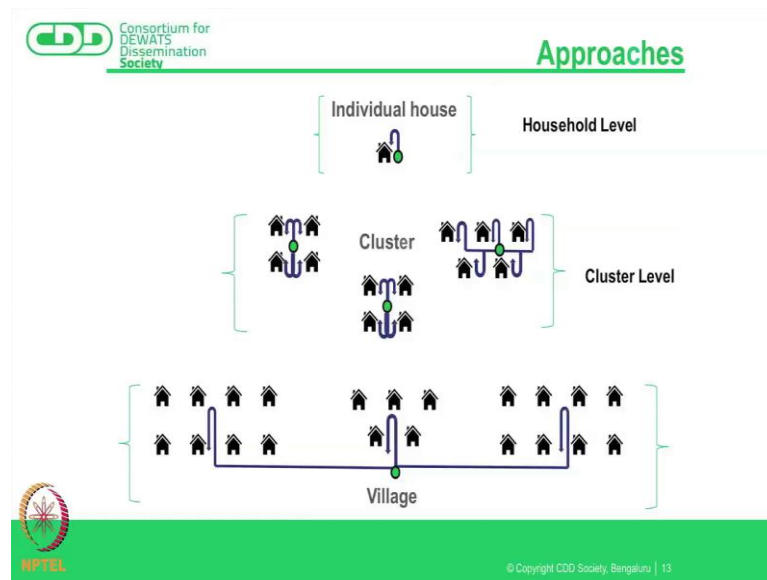 CDD
Consortium for
DEWATS
Dissemination
Society
Approaches
Individual house
Household Level
Cluster
Cluster Level
Village
NPTEL
© Copyright CDD Society, Bengaluru | 13